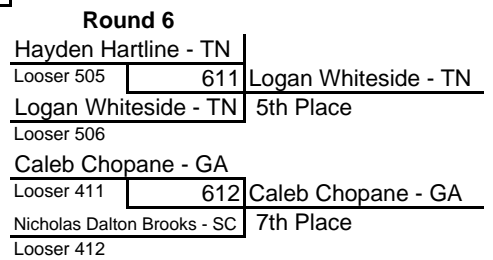 Round 6
Hayden Hartline - TN
Looser 505
611 Logan Whiteside - TN
Logan Whiteside - TN 5th Place
Looser 506
Caleb Chopane - GA
Looser 411
612 Caleb Chopane - GA
Nicholas Dalton Brooks - SC 7th Place
Looser 412